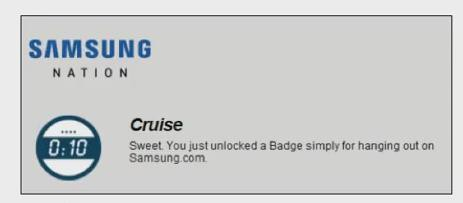 SAMSUNG
NATION
Cruise
0:10
Sweet. You just unlocked a Badge simply for hanging out on
Samsung.com.